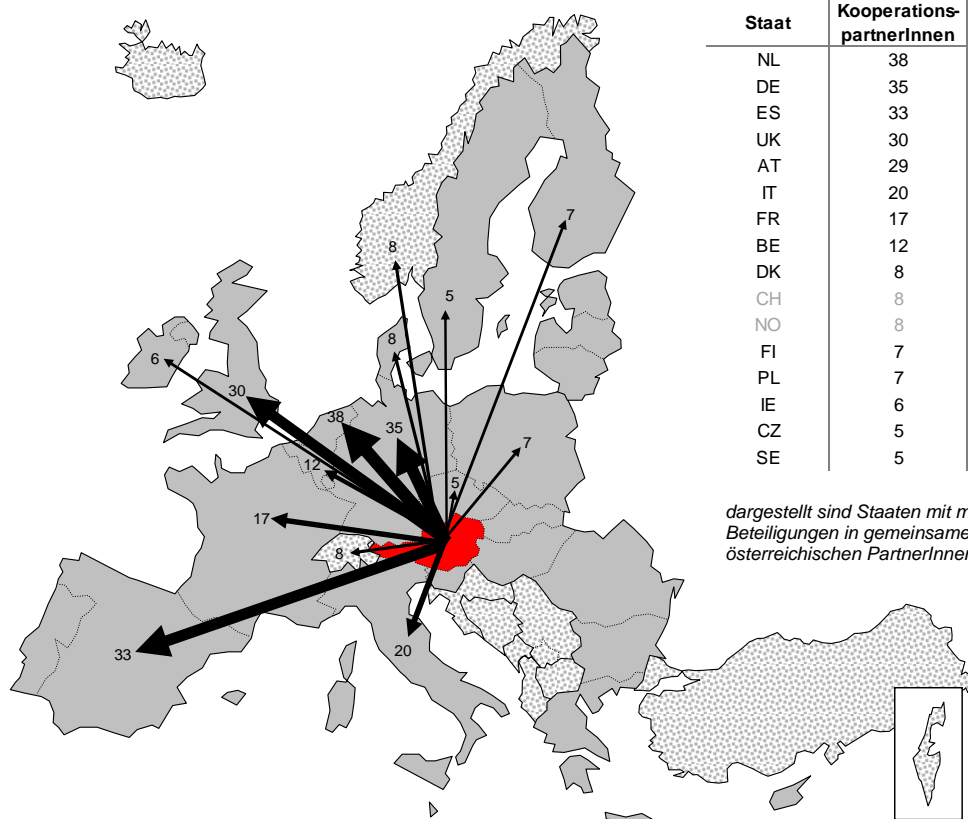 Staat Kooperations-
partnerInnen
NL 38
DE 35
ES 33
UK 30
AT 29
IT 20
FR 17
BE 12
DK 8
CH 8
NO 8
FI 7
PL 7
IE 6
CZ 5
SE 5
dargestellt sind Staaten mit m
Beteiligungen in gemeinsame
österreichischen PartnerInnen
7
8
5
8
6
30
38
35
7
12
5
17
8
20
33